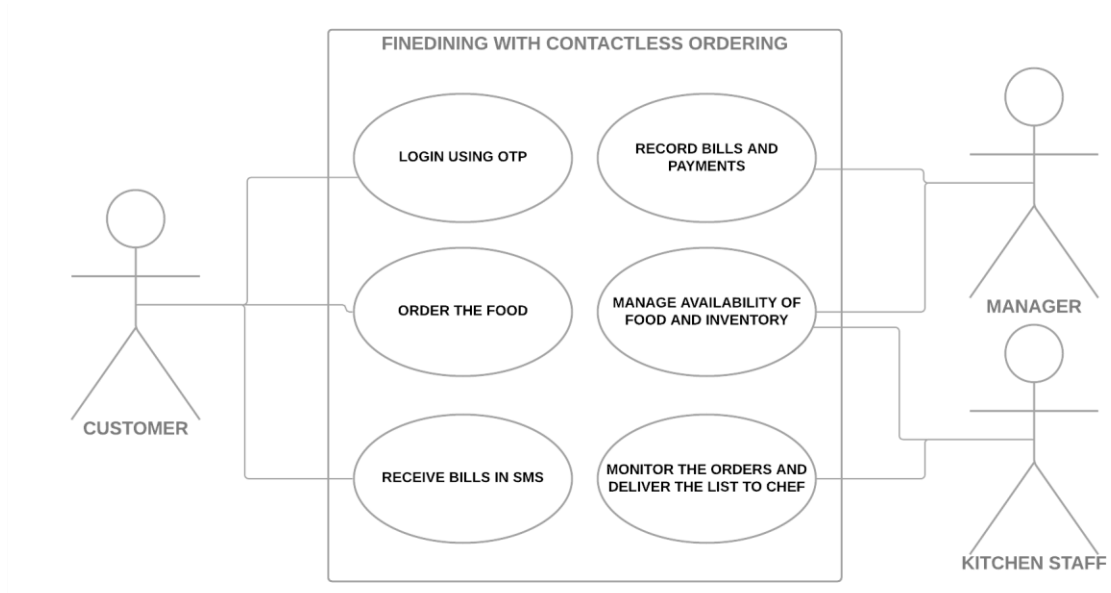 FINEDINING WITH CONTACTLESS ORDERING
LOGIN USING OTP
RECORD BILLS AND
PAYMENTS
ORDER THE FOOD
MANAGE AVAILABILITY OF
FOOD AND INVENTORY
MANAGER
CUSTOMER
RECEIVE BILLS IN SMS
MONITOR THE ORDERS AND
DELIVER THE LIST TO CHEF
KITCHEN STAFF